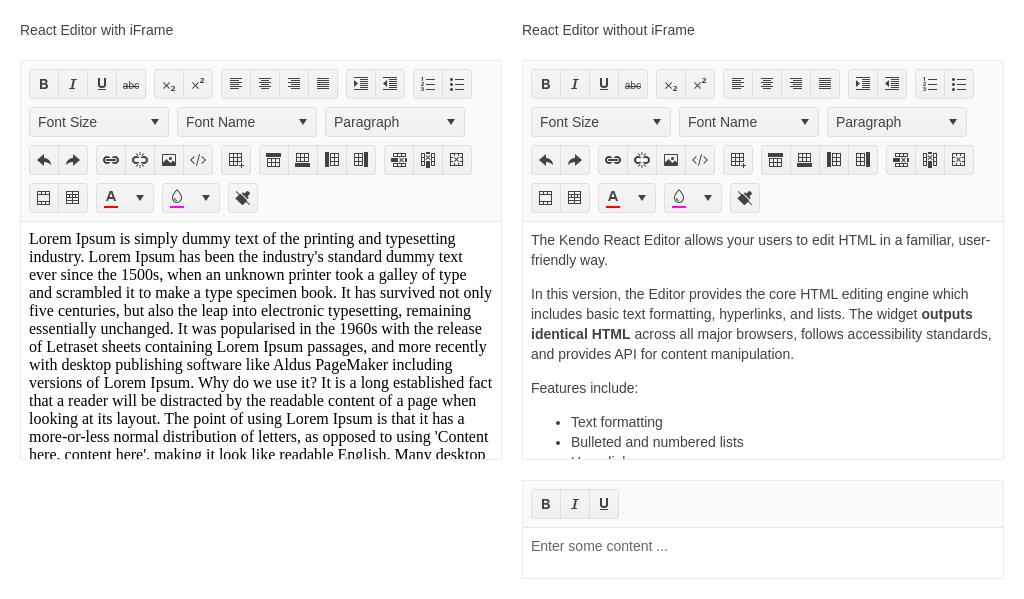 React Editor with iFrame
B I U abc x₂ x²
Font Size Font Name Paragraph
A
Lorem Ipsum is simply dummy text of the printing and typesetting
industry. Lorem Ipsum has been the industry's standard dummy text
ever since the 1500s, when an unknown printer took a galley of type
and scrambled it to make a type specimen book. It has survived not only
five centuries, but also the leap into electronic typesetting, remaining
essentially unchanged. It was popularised in the 1960s with the release
of Letraset sheets containing Lorem Ipsum passages, and more recently
with desktop publishing software like Aldus PageMaker including
versions of Lorem Ipsum. Why do we use it? It is a long established fact
that a reader will be distracted by the readable content of a page when
looking at its layout. The point of using Lorem Ipsum is that it has a
more-or-less normal distribution of letters, as opposed to using 'Content
here, content here', making it look like readable English. Many desktop
React Editor without iFrame
B I U abc x₂ x²
Font Size Font Name Paragraph
A
The Kendo React Editor allows your users to edit HTML in a familiar, user-
friendly way.
In this version, the Editor provides the core HTML editing engine which
includes basic text formatting, hyperlinks, and lists. The widget outputs
identical HTML across all major browsers, follows accessibility standards,
and provides API for content manipulation.
Features include:
• Text formatting
• Bulleted and numbered lists
B I U
Enter some content ...